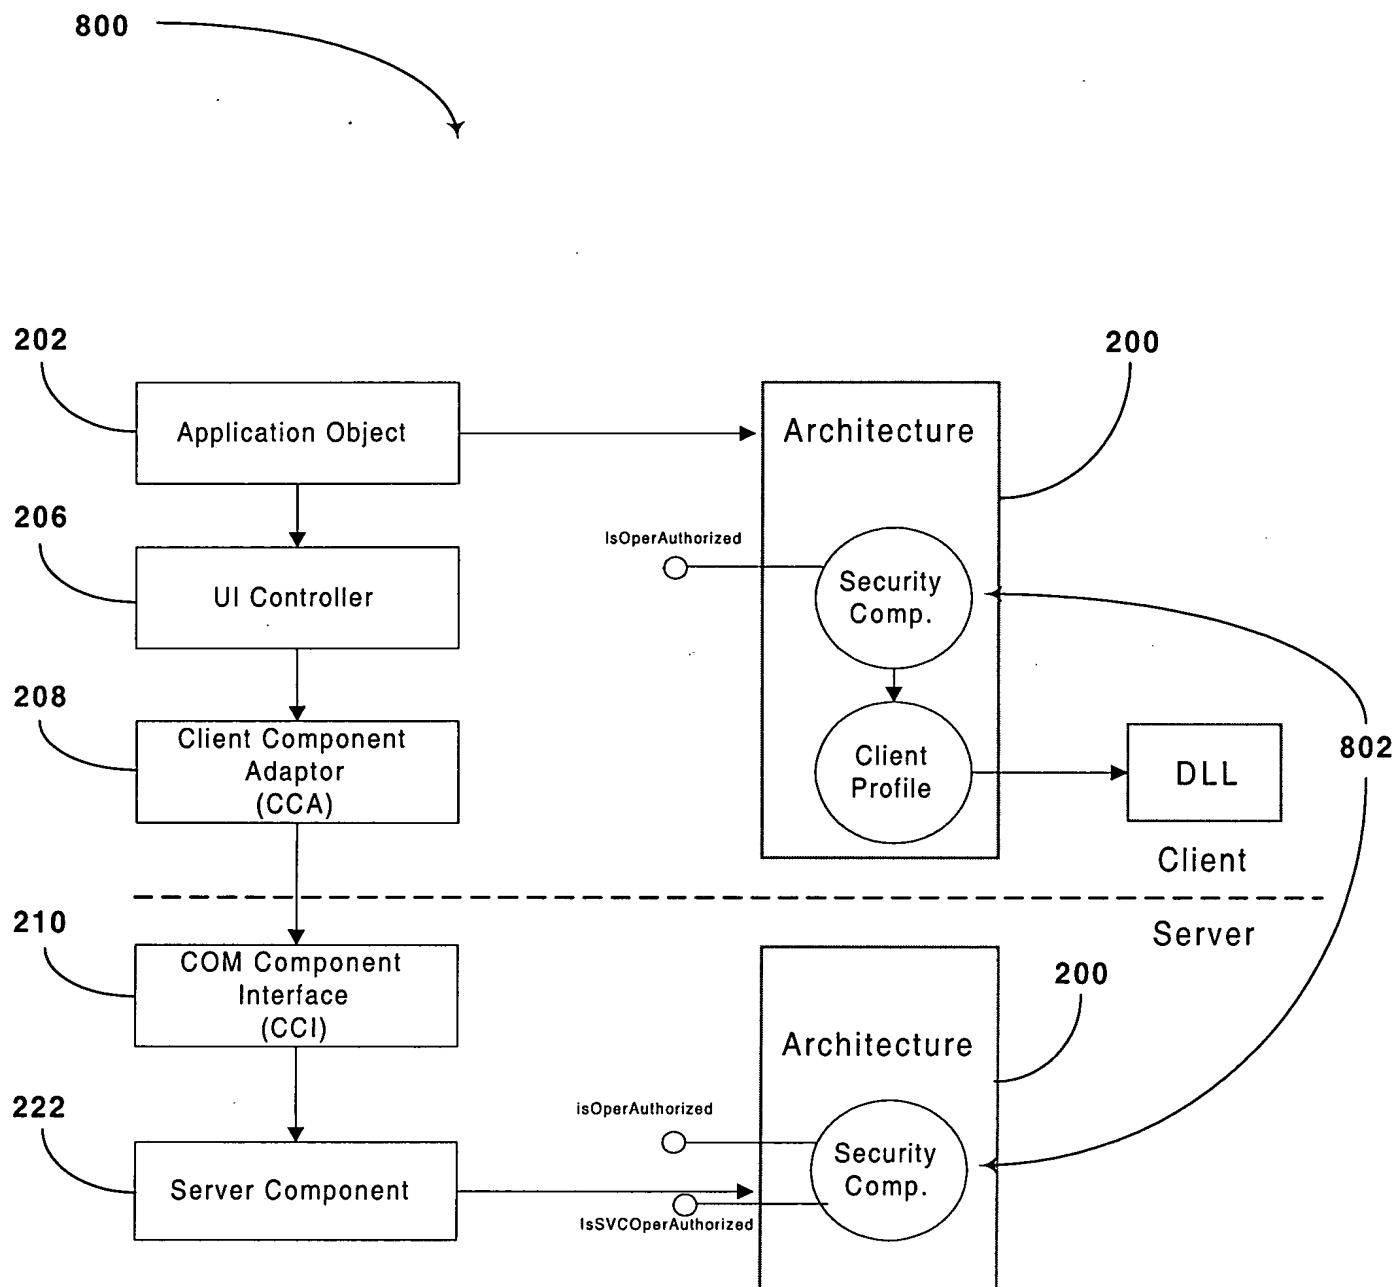 800
202
200
Application Object
Architecture
206
IsOperAuthorized
UI Controller
Security
Comp.
208
Client Component
Adaptor
(CCA)
Client
Profile
DLL
802
Client
210
Server
COM Component
Interface
(CCI)
200
Architecture
222
isOperAuthorized
Security
Comp.
Server Component
IsSVCOperAuthorized